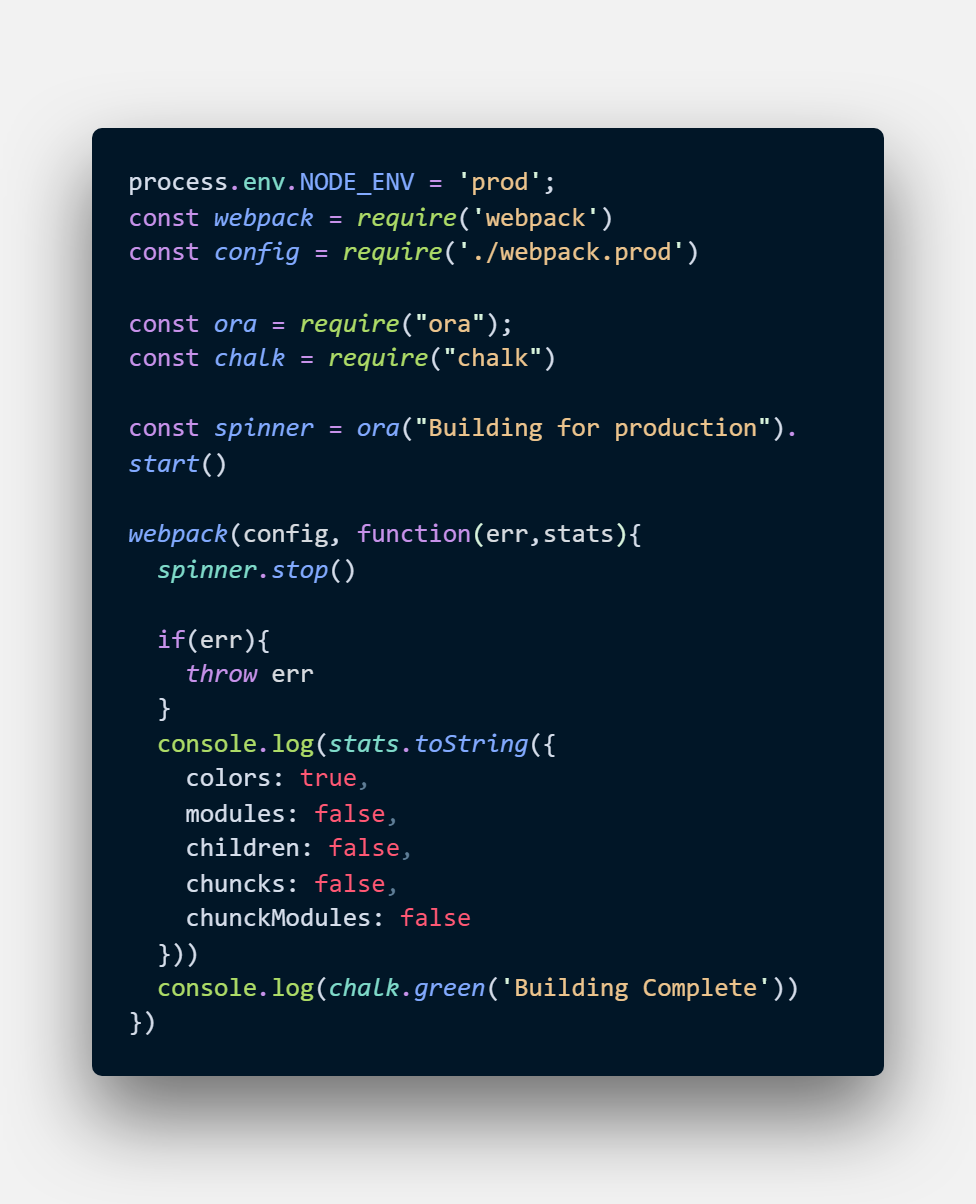 process.env.NODE_ENV = 'prod';
const webpack = require('webpack')
const config = require('./webpack.prod')

const ora = require("ora");
const chalk = require("chalk")

const spinner = ora("Building for production").
start()

webpack(config, function(err,stats){
  spinner.stop()

  if(err){
    throw err
  }
  console.log(stats.toString({
    colors: true,
    modules: false,
    children: false,
    chuncks: false,
    chunckModules: false
  }))
  console.log(chalk.green('Building Complete'))
})